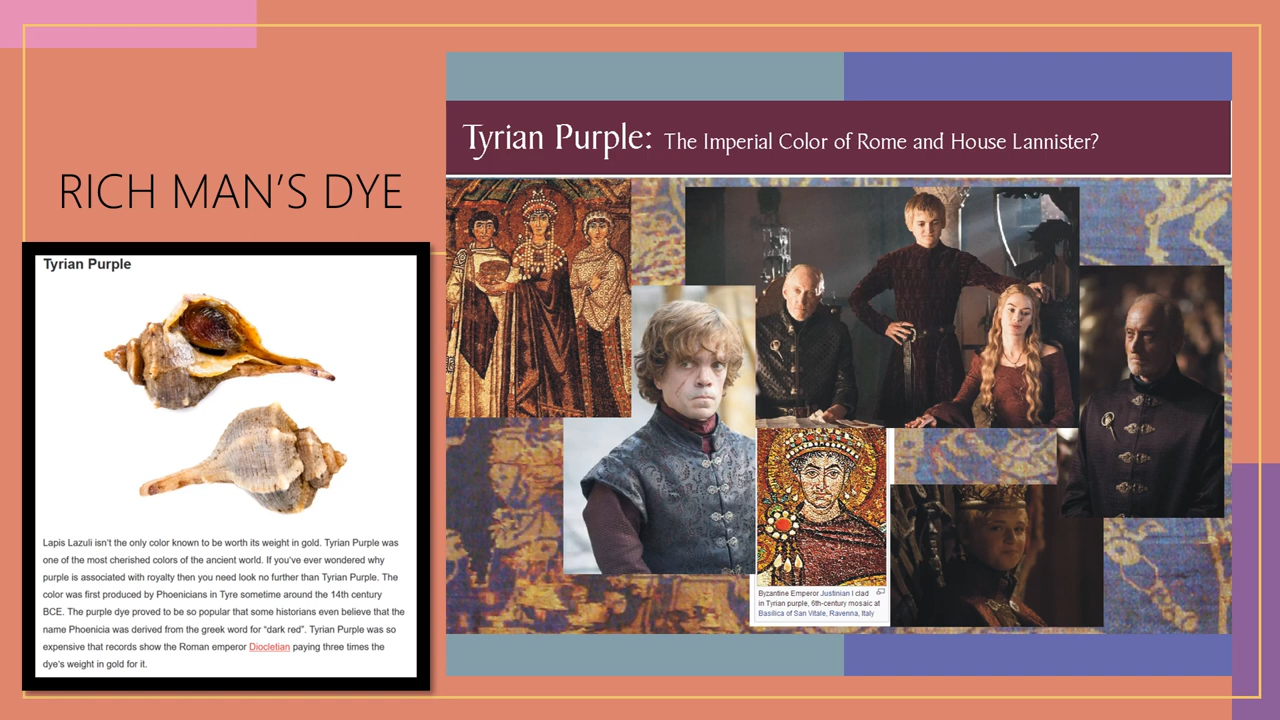 RICH MAN'S DYE
Tyrian Purple
Lapis Lazuli isn't the only color known to be worth its weight in gold. Tyrian Purple was
one of the most cherished colors of the ancient world. If you've ever wondered why
purple is associated with royalty then you need look no further than Tyrian Purple. The
color was first produced by Phoenicians in Tyre sometime around the 14th century
BCE. The purple dye proved to be so popular that some historians even believe that the
name Phoenicia was derived from the greek word for "dark red". Tyrian Purple was so
expensive that records show the Roman emperor Diocletian paying three times the
dye's weight in gold for it.
Tyrian Purple: The Imperial Color of Rome and House Lannister?
Byzantine Emperor Justinian I clad
in Tyrian purple, 6th-century mosaic at
Basilica of San Vitale, Ravenna, Italy